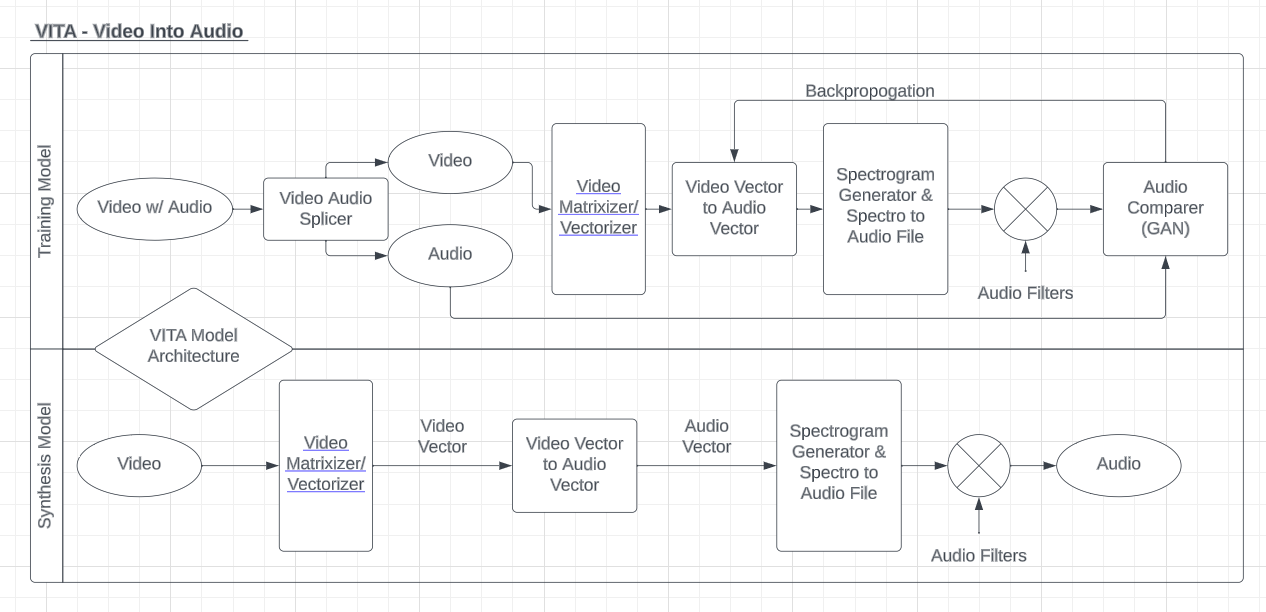 VITA - Video Into Audio
Training Model
Backpropogation
Video w/ Audio
Video Audio
Splicer
Video
Audio
Video
Matrixizer/
Vectorizer
Video Vector
to Audio
Vector
Spectrogram
Generator &
Spectro to
Audio File
Audio Filters
Audio
Comparer
(GAN)
VITA Model
Architecture
Synthesis Model
Video
Video
Matrixizer/
Vectorizer
Video
Vector
Video Vector
to Audio
Vector
Audio
Vector
Spectrogram
Generator &
Spectro to
Audio File
Audio Filters
Audio